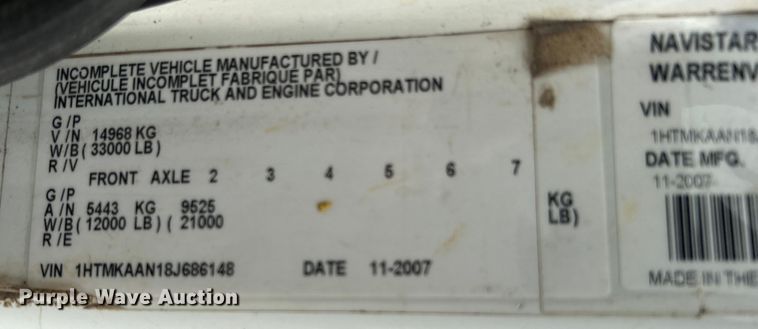 INCOMPLETE VEHICLE MANUFACTURED BY /
(VEHICULE INCOMPLET FABRIQUE PAR)
INTERNATIONAL TRUCK AND ENGINE CORPORATION
G / P
V / N 14968 KG
W/B ( 33000 LB )
R / V
FRONT AXLE 2 3 4 5 6 7
G / P
A / N 5443 KG 9525 KG
W/B ( 12000 LB ) ( 21000 LB)
R / E
VIN 1HTMKAAN18J686148 DATE 11-2007
NAVISTAR
WARRENV
VIN
1HTMKAAN18J
DATE MFG.
11-2007
MADE IN THE
Purple Wave Auction